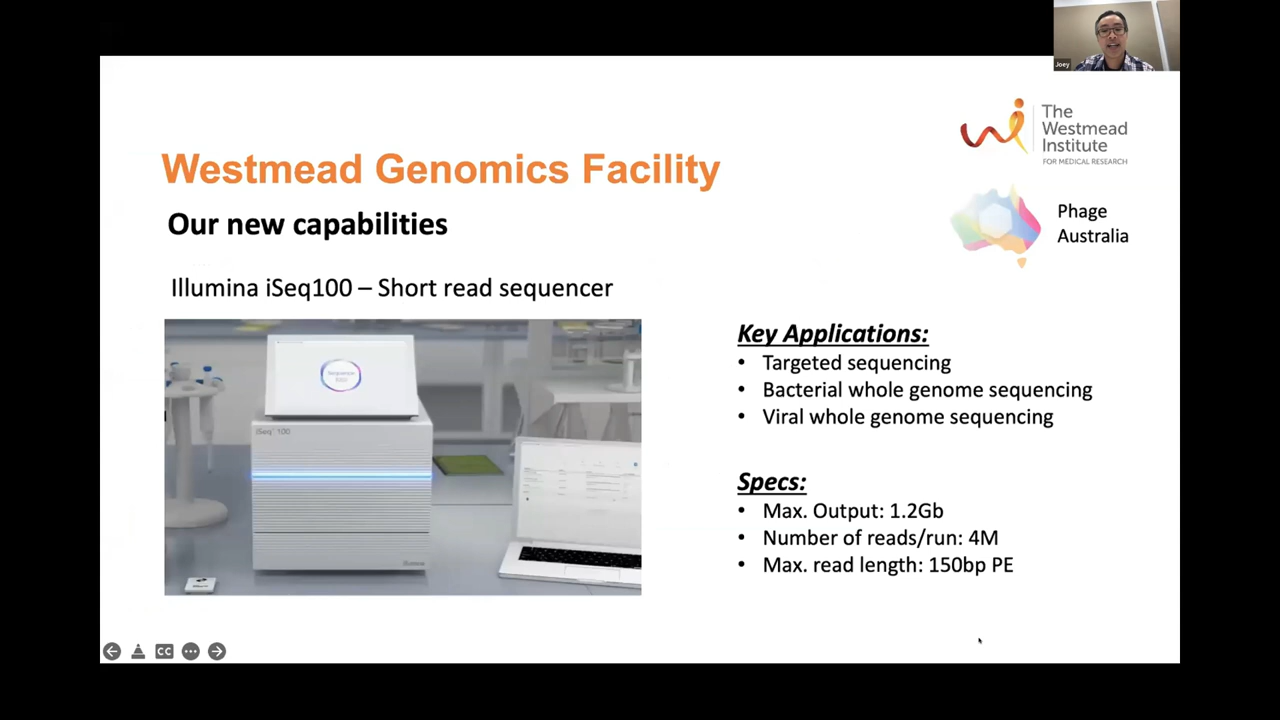 Joey
The
Westmead
Institute
FOR MEDICAL RESEARCH
Westmead Genomics Facility
Our new capabilities
Phage
Australia
Illumina iSeq100 – Short read sequencer
iSeq 100
Key Applications:
• Targeted sequencing
• Bacterial whole genome sequencing
• Viral whole genome sequencing
Specs:
• Max. Output: 1.2Gb
• Number of reads/run: 4M
• Max. read length: 150bp PE
CC